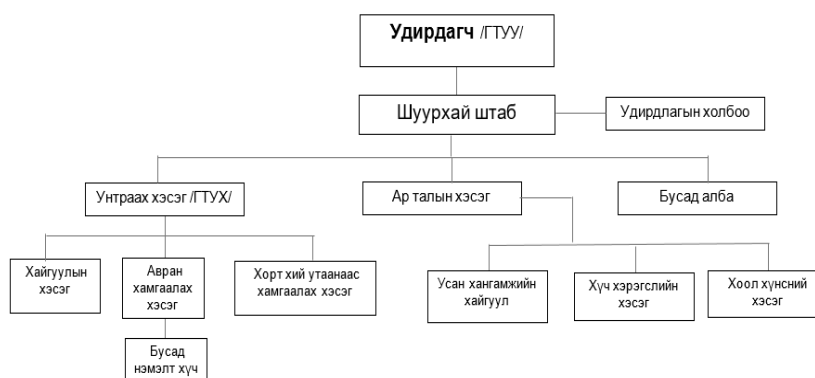 Удирдагч /ГТУУ/
Шуурхай штаб
Удирдлагын холбоо
Унтраах хэсэг /ГТУХ/
Ар талын хэсэг
Бусад алба
Хайгуулын
хэсэг
Авран
хамгаалах
хэсэг
Хорт хий утаанаас
хамгаалах хэсэг
Усан хангамжийн
хайгуул
Хүч хэрэгслийн
хэсэг
Хоол хүнсний
хэсэг
Бусад
нэмэлт хүч